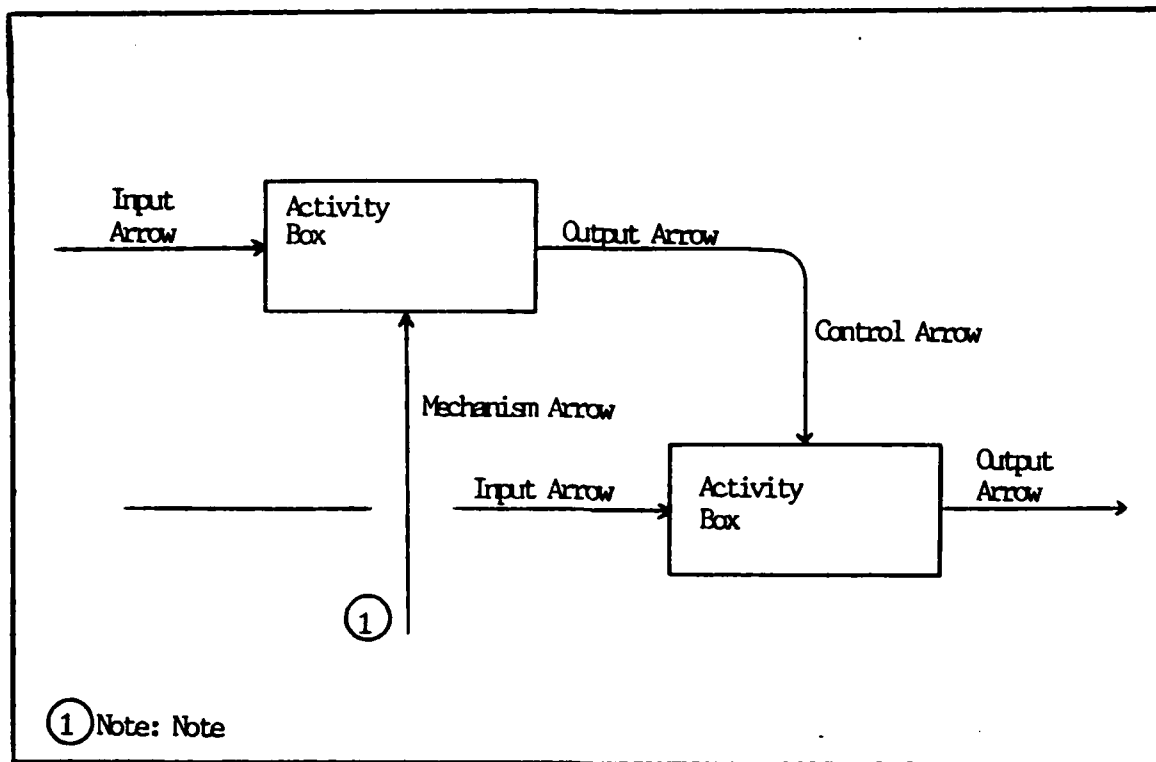 Input
Arrow
Activity
Box
Output Arrow
Control Arrow
Mechanism Arrow
Input Arrow
Activity
Box
Output
Arrow
1
1 Note: Note